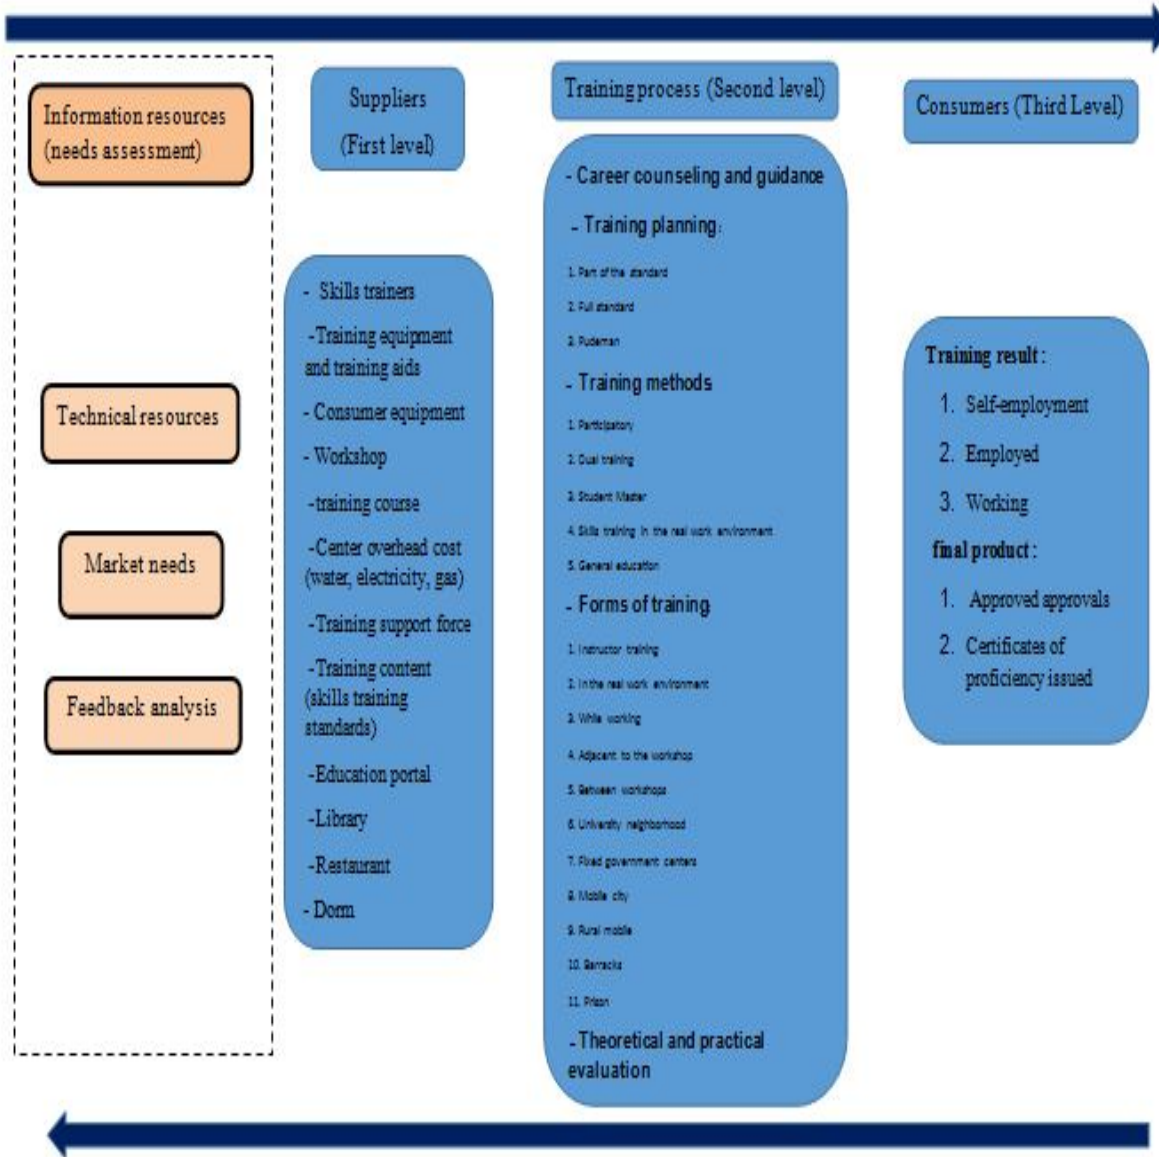 Information resources
(needs assessment)
Technical resources
Market needs
Feedback analysis
Suppliers
(First level)
- Skills trainers
-Training equipment
and training aids
- Consumer equipment
- Workshop
-training course
-Center overhead cost
(water, electricity, gas)
-Training support force
-Training content
(skills training
standards)
-Education portal
-Library
-Restaurant
- Dorm
Training process (Second level)
- Career counseling and guidance
- Training planning:
1. Part of the standard
2. Full standard
3. Pudeman
- Training methods
1. Participatory
2. Dual training
3. Student Master
4. Skills training in the real work environment
5. General education
- Forms of training
1. Instructor training
2. In the real work environment
3. While working
4. Adjacent to the workshop
5. Between workshops
6. University neighborhood
7. Fixed government centers
8. Mobile city
9. Rural mobile
10. Barracks
11. Prison
- Theoretical and practical
evaluation
Consumers (Third Level)
Training result :
1. Self-employment
2. Employed
3. Working
final product :
1. Approved approvals
2. Certificates of
proficiency issued